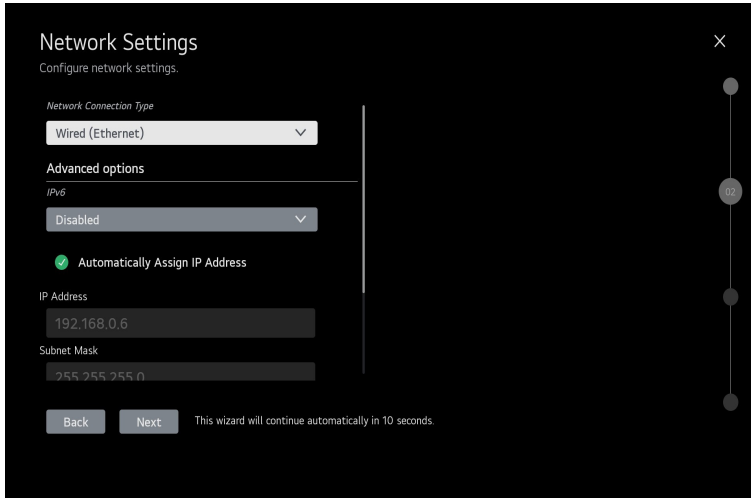 Network Settings
Configure network settings.
Network Connection Type
Wired (Ethernet)
Advanced options
IPv6
Disabled
02
Automatically Assign IP Address
IP Address
192.168.0.6
Subnet Mask
255.255.255.0
Back
Next
This wizard will continue automatically in 10 seconds.